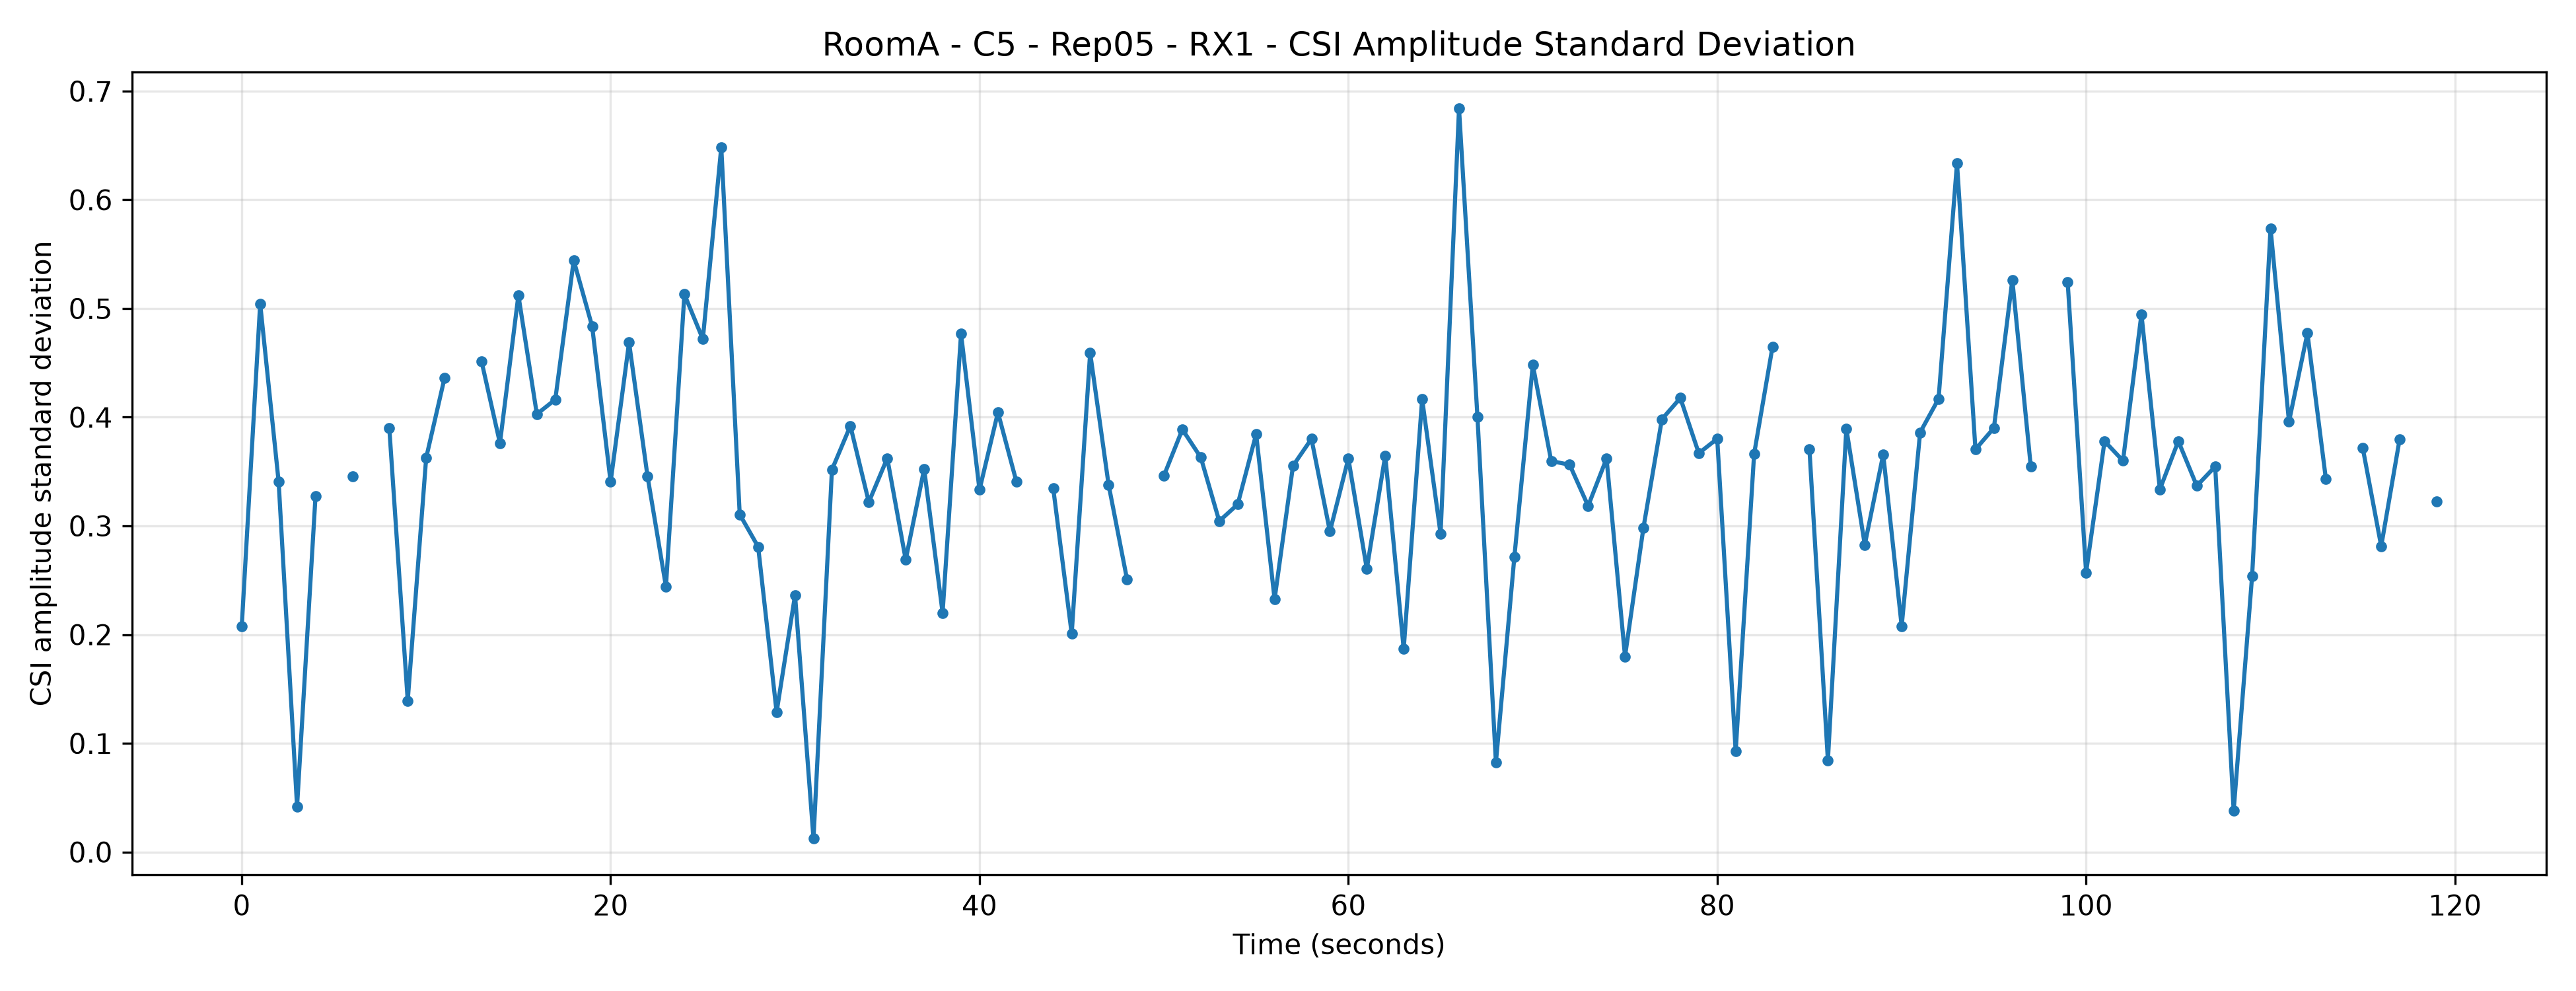 RoomA - C5 - Rep05 - RX1 - CSI Amplitude Standard Deviation
CSI amplitude standard deviation
0.7
0.6
0.5
0.4
0.3
0.2
0.1
0.0
0 20 40 60 80 100 120
Time (seconds)